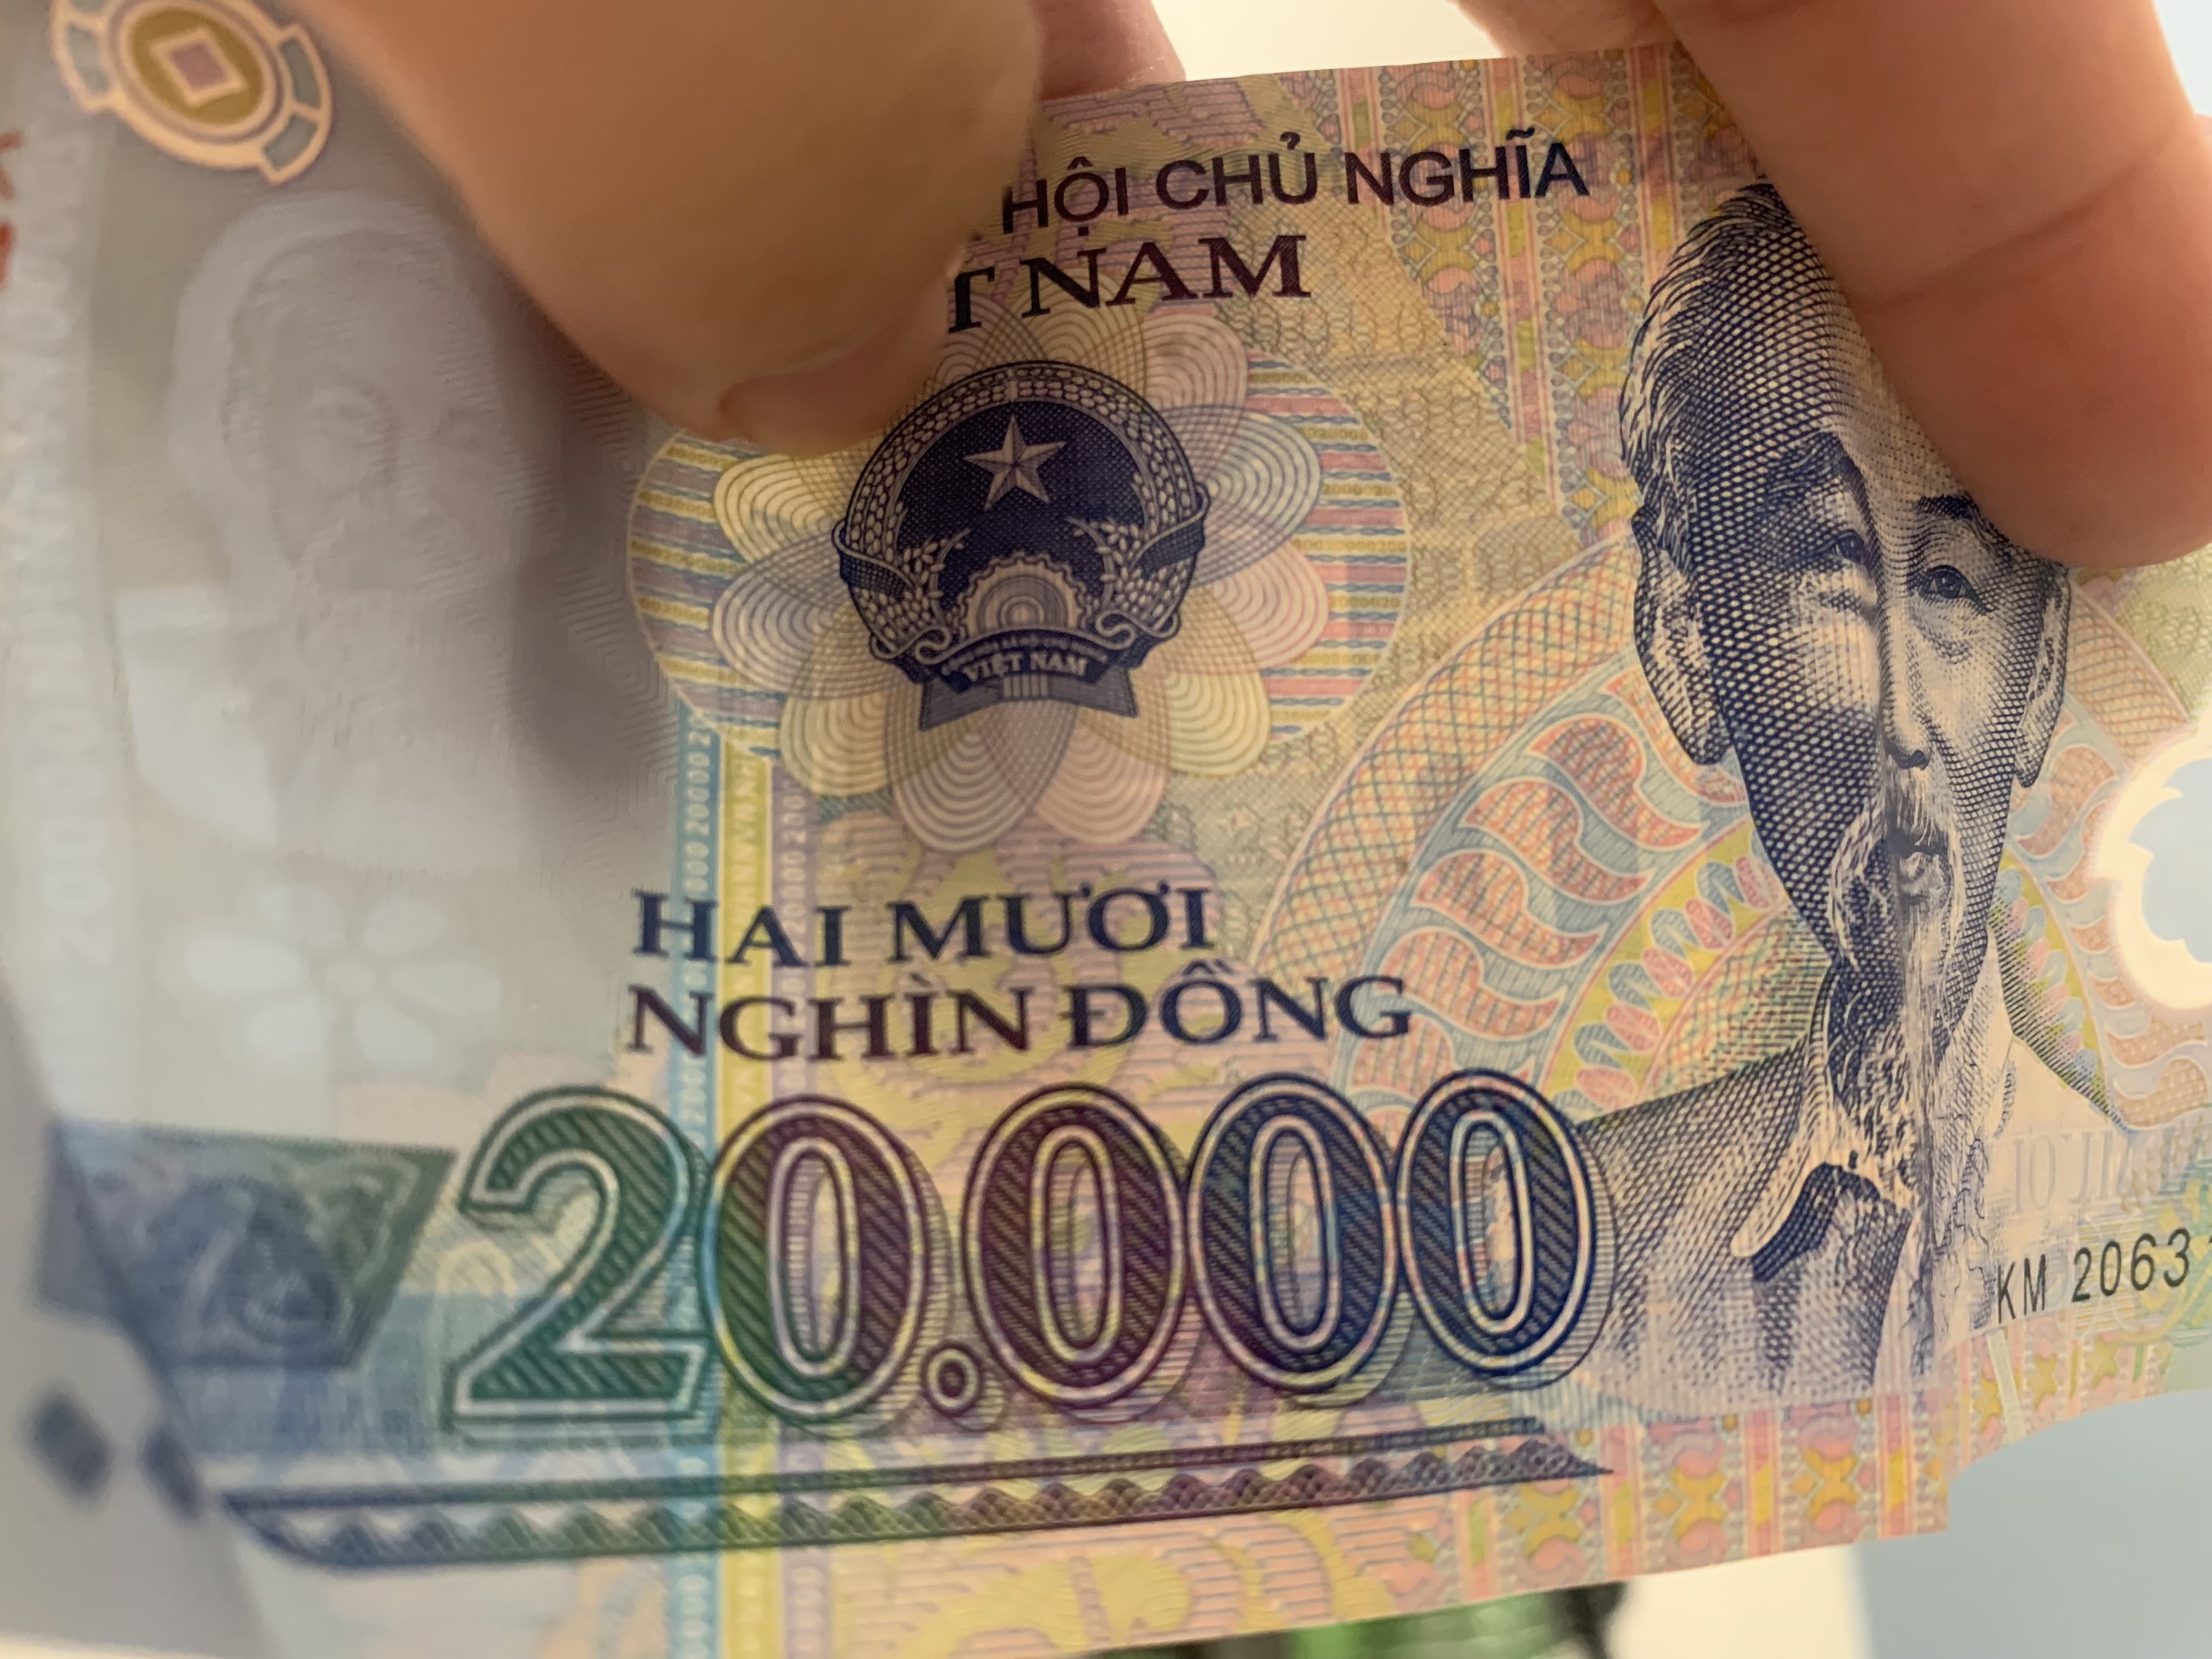 HỘI CHỦ NGHĨA
T NAM
VIỆT NAM
HAI MƯƠI
NGHÌN ĐỒNG
20.000
KM 2063